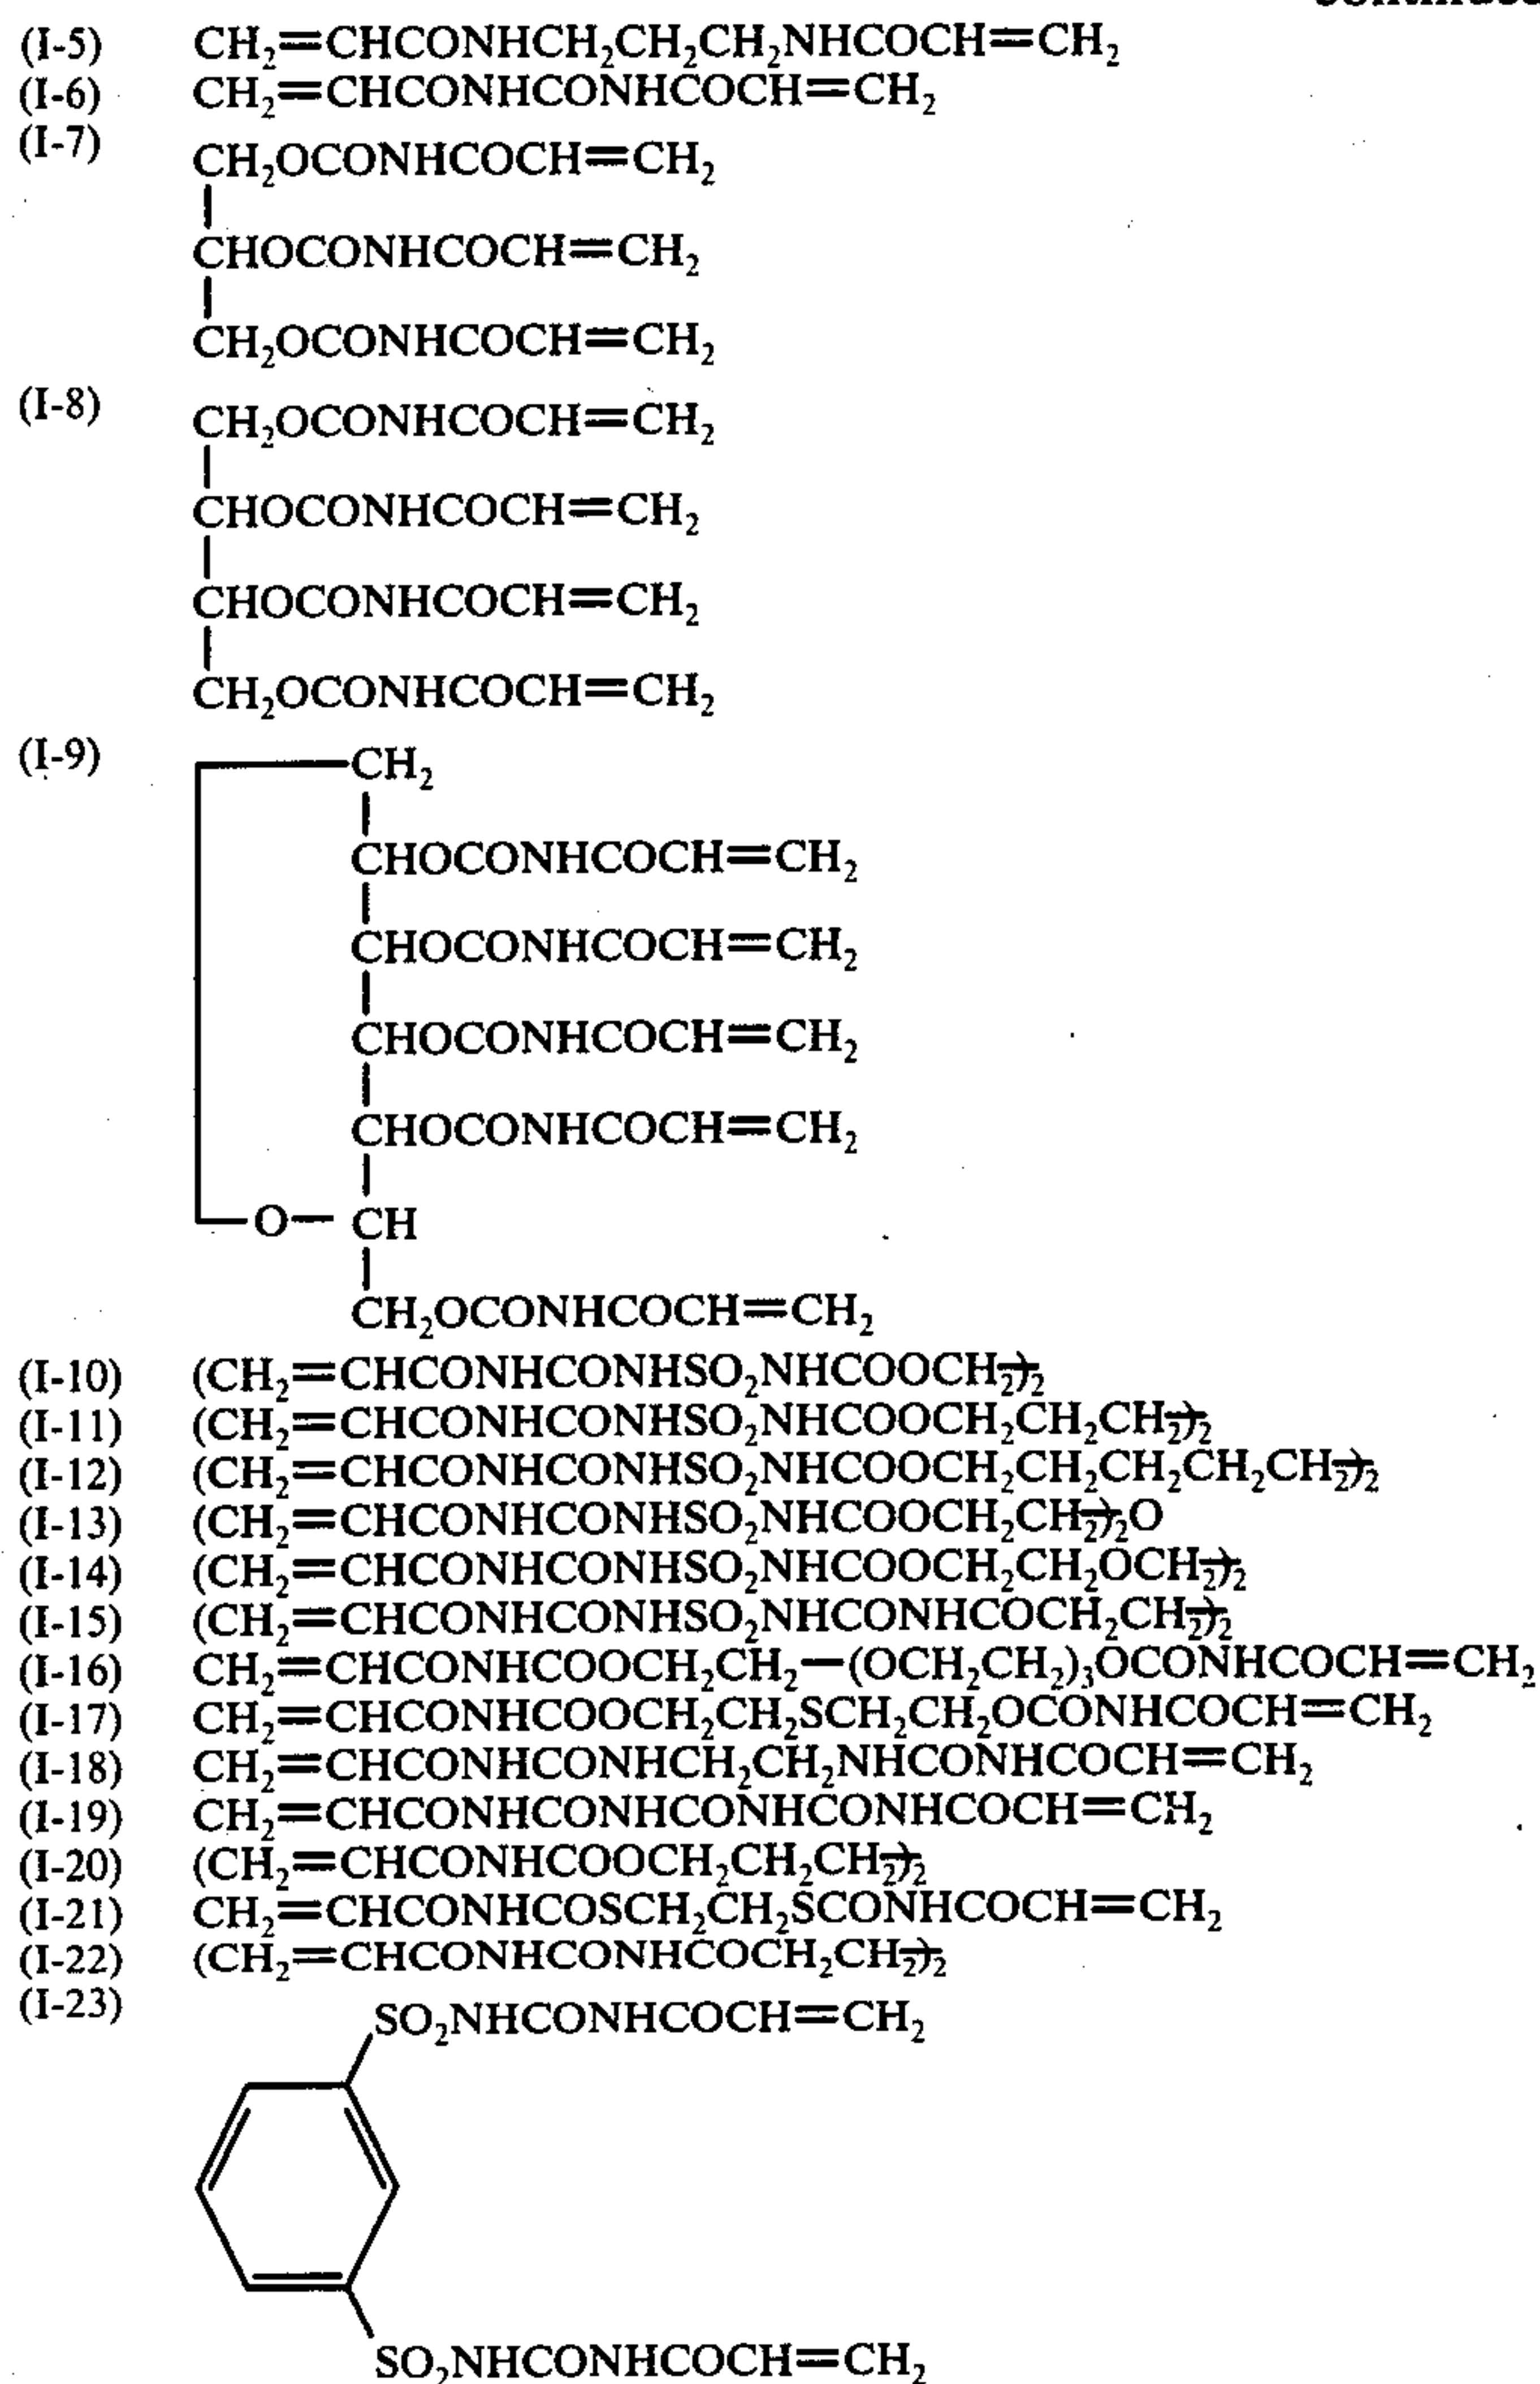 (I-5) CH₂=CHCONHCH₂CH₂CH₂NHCOCH=CH₂
(I-6) CH₂=CHCONHCONHCOCH=CH₂
(I-7) CH₂OCONHCOCH=CH₂
CHOCONHCOCH=CH₂
CH₂OCONHCOCH=CH₂
(I-8) CH₂OCONHCOCH=CH₂
CHOCONHCOCH=CH₂
CHOCONHCOCH=CH₂
CH₂OCONHCOCH=CH₂
(I-9) CH₂
CHOCONHCOCH=CH₂
CHOCONHCOCH=CH₂
CHOCONHCOCH=CH₂
CHOCONHCOCH=CH₂
O—CH
CH₂OCONHCOCH=CH₂
(I-10) (CH₂=CHCONHCONHSO₂NHCOOCH₂)₂
(I-11) (CH₂=CHCONHCONHSO₂NHCOOCH₂CH₂CH₂)₂
(I-12) (CH₂=CHCONHCONHSO₂NHCOOCH₂CH₂CH₂CH₂CH₂)₂
(I-13) (CH₂=CHCONHCONHSO₂NHCOOCH₂CH₂)₂O
(I-14) (CH₂=CHCONHCONHSO₂NHCOOCH₂CH₂OCH₂)₂
(I-15) (CH₂=CHCONHCONHSO₂NHCONHCOCH₂CH₂)₂
(I-16) CH₂=CHCONHCOOCH₂CH₂—(OCH₂CH₂)₃OCONHCOCH=CH₂
(I-17) CH₂=CHCONHCOOCH₂CH₂SCH₂CH₂OCONHCOCH=CH₂
(I-18) CH₂=CHCONHCONHCH₂CH₂NHCONHCOCH=CH₂
(I-19) CH₂=CHCONHCONHCONHCONHCOCH=CH₂
(I-20) (CH₂=CHCONHCOOCH₂CH₂CH₂)₂
(I-21) CH₂=CHCONHCOSCH₂CH₂SCONHCOCH=CH₂
(I-22) (CH₂=CHCONHCONHCOCH₂CH₂)₂
(I-23) SO₂NHCONHCOCH=CH₂
SO₂NHCONHCOCH=CH₂